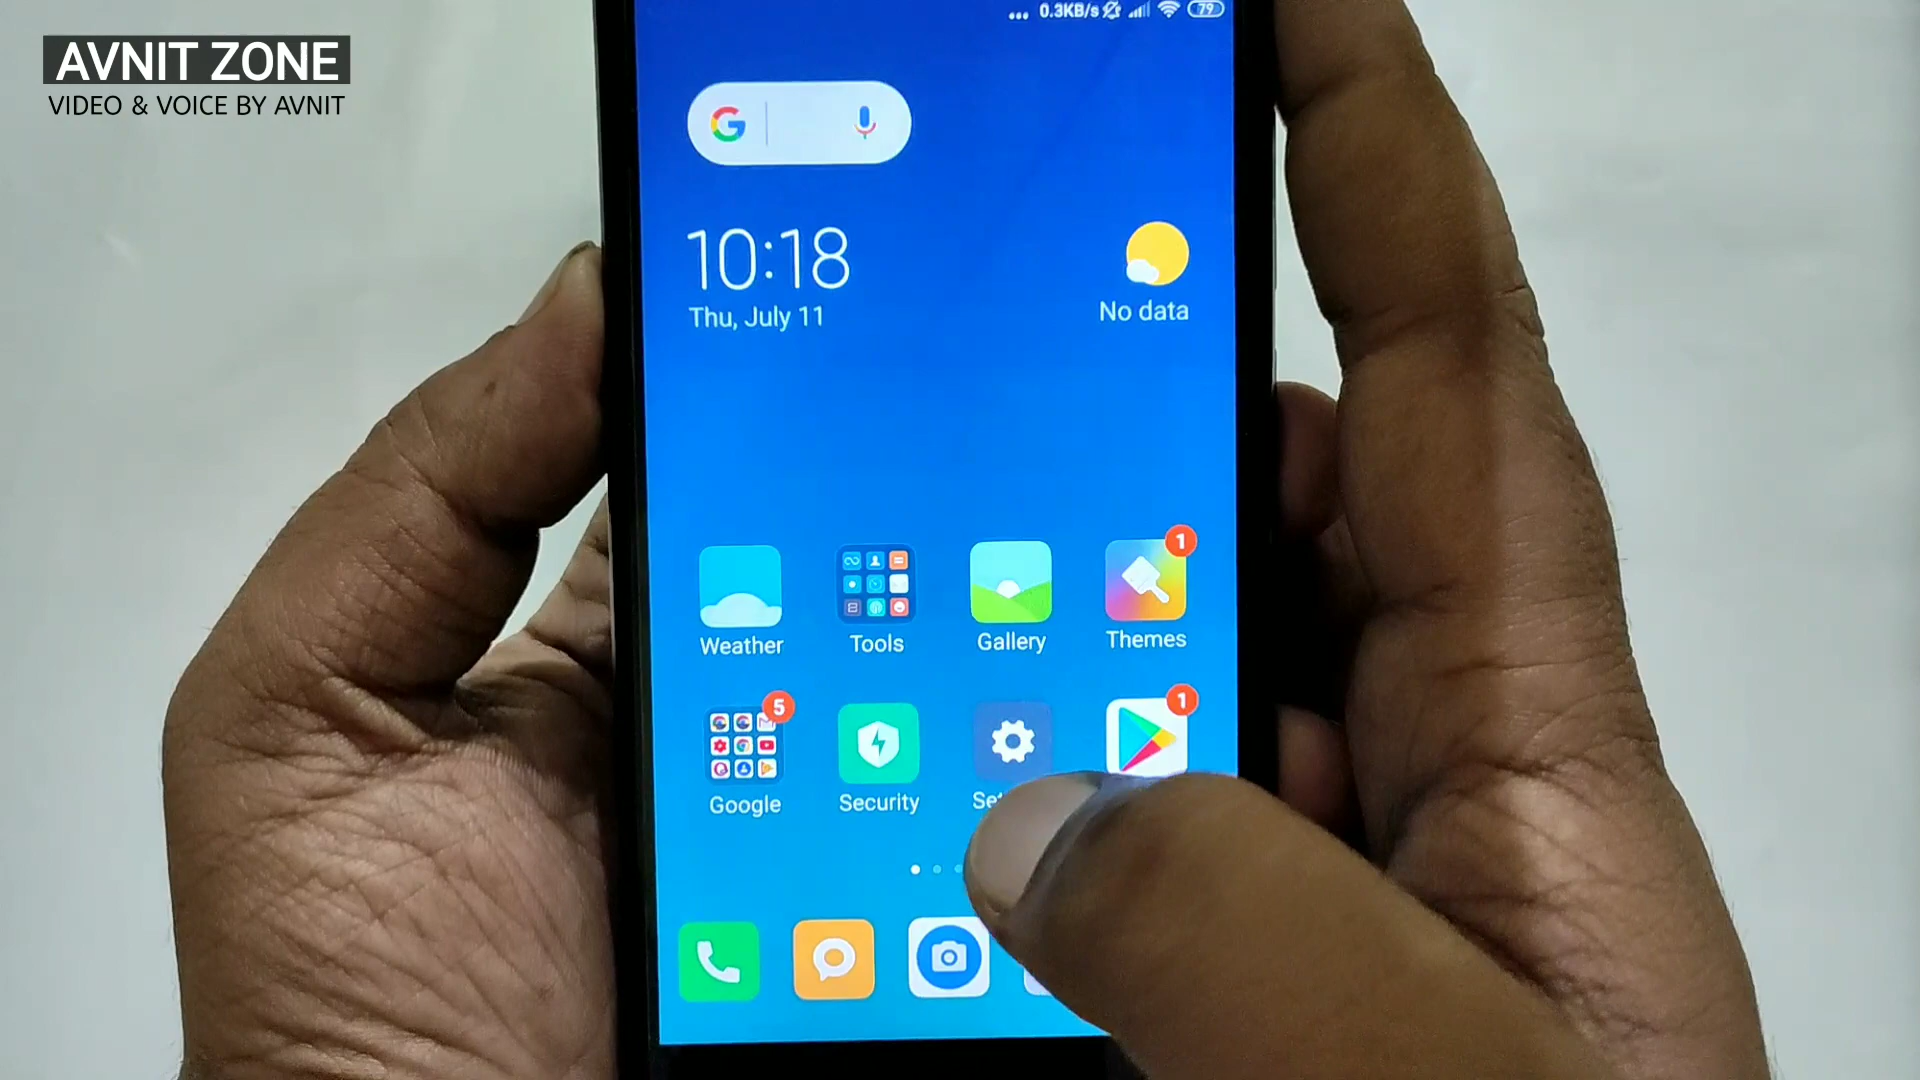 AVNIT ZONE
VIDEO & VOICE BY AVNIT
... 0.3KB/s 79
10:18
Thu, July 11
No data
1
Weather Tools Gallery Themes
5 1
Google Security Se